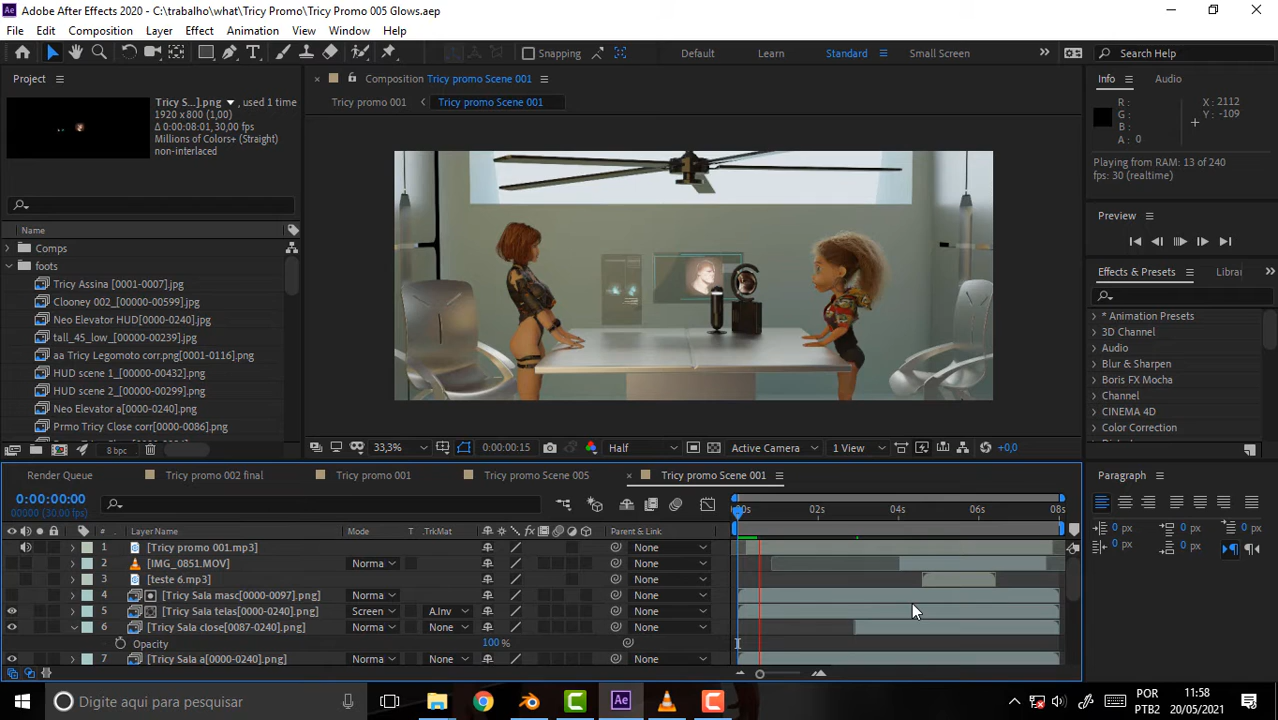 Adobe After Effects 2020 - C:\trabalho\what\Tricy Promo\Tricy Promo 005 Glows.aep
File Edit Composition Layer Effect Animation View Window Help
Snapping Default Learn Standard Small Screen Search Help
Project
Tricy S...].png ▼, used 1 time
1920 x 800 (1,00)
Δ 0:00:08:01, 30,00 fps
Millions of Colors+ (Straight)
non-interlaced
Name
Comps
foots
Tricy Assina [0001-0007].jpg
Clooney 002_[00000-00599].jpg
Neo Elevator HUD[0000-0240].jpg
tall_45_low_[00000-00239].jpg
aa Tricy Legomoto corr.png[0001-0116].png
HUD scene 1_[00000-00432].png
HUD scene 2_[00000-00299].png
Neo Elevator a[0000-0240].png
Prmo Tricy Close corr[0000-0086].png
8 bpc
Composition Tricy promo Scene 001
Tricy promo 001 Tricy promo Scene 001
33,3% 0:00:00:15 Half Active Camera 1 View +0,0
Info Audio
R :
G :
B :
A : 0
X : 2112
Y : -109
Playing from RAM: 13 of 240
fps: 30 (realtime)
Preview
Effects & Presets Librai
* Animation Presets
3D Channel
Audio
Blur & Sharpen
Boris FX Mocha
Channel
CINEMA 4D
Color Correction
Paragraph
0 px 0 px 0 px
0 px 0 px
Render Queue Tricy promo 002 final Tricy promo 001 Tricy promo Scene 005 Tricy promo Scene 001
0:00:00:00
00000 (30.00 fps)
:00s 02s 04s 06s 08s
# Layer Name Mode T .TrkMat Parent & Link
1 [Tricy promo 001.mp3] None
2 [IMG_0851.MOV] Norma None
3 [teste 6.mp3] None
4 [Tricy Sala masc[0000-0097].png] Norma None
5 [Tricy Sala telas[0000-0240].png] Screen A.Inv None
6 [Tricy Sala close[0087-0240].png] Norma None None
Opacity 100 %
7 [Tricy Sala a[0000-0240].png] Norma None None
Digite aqui para pesquisar
POR
PTB2
11:58
20/05/2021